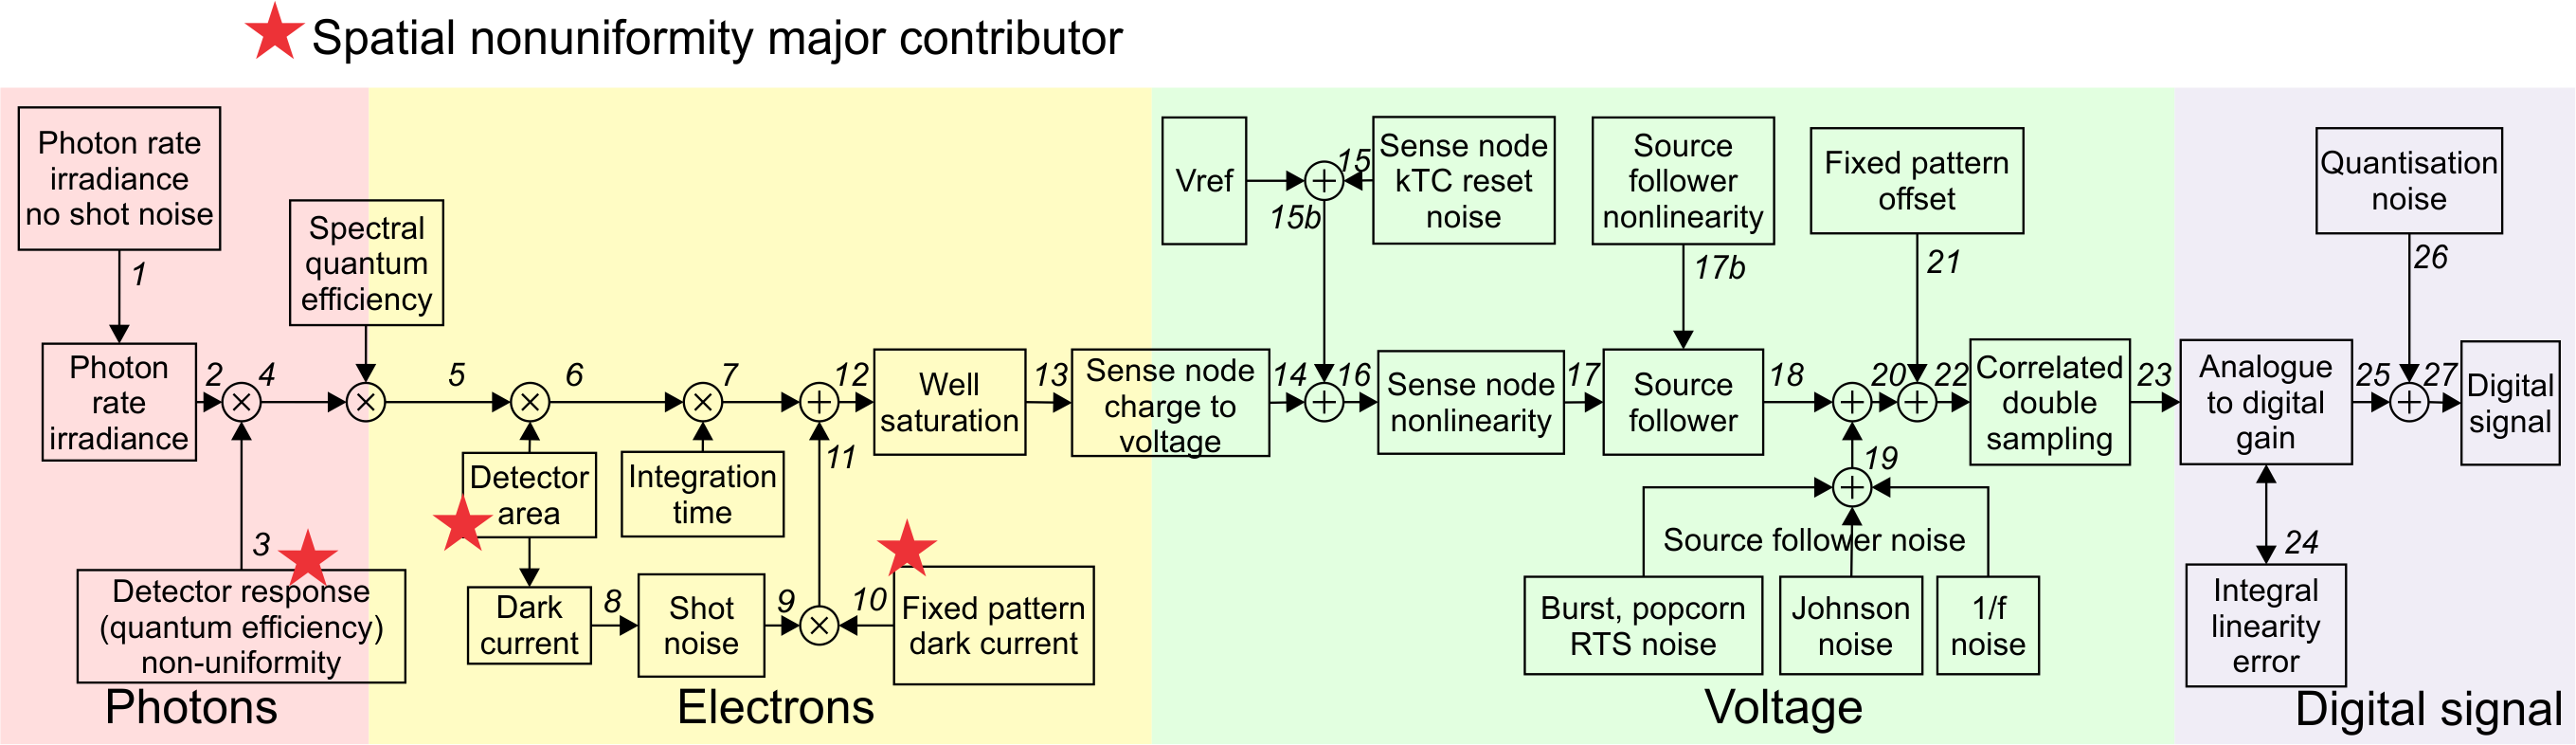 Spatial nonuniformity major contributor
Photon rate
irradiance
no shot noise
1
Photon
rate
irradiance
2
4
3
Detector response
(quantum efficiency)
non-uniformity
Photons
Spectral
quantum
efficiency
5
6
7
12
Detector
area
Integration
time
11
Dark
current
8
Shot
noise
9
10
Fixed pattern
dark current
Well
saturation
13
Electrons
Sense node
charge to
voltage
14
16
Vref
15
15b
Sense node
kTC reset
noise
Sense node
nonlinearity
17
Source
follower
nonlinearity
17b
Source
follower
18
20
22
19
Source follower noise
Burst, popcorn
RTS noise
Johnson
noise
1/f
noise
Fixed pattern
offset
21
Correlated
double
sampling
23
Voltage
Analogue
to digital
gain
25
27
24
Integral
linearity
error
Quantisation
noise
26
Digital
signal
Digital signal